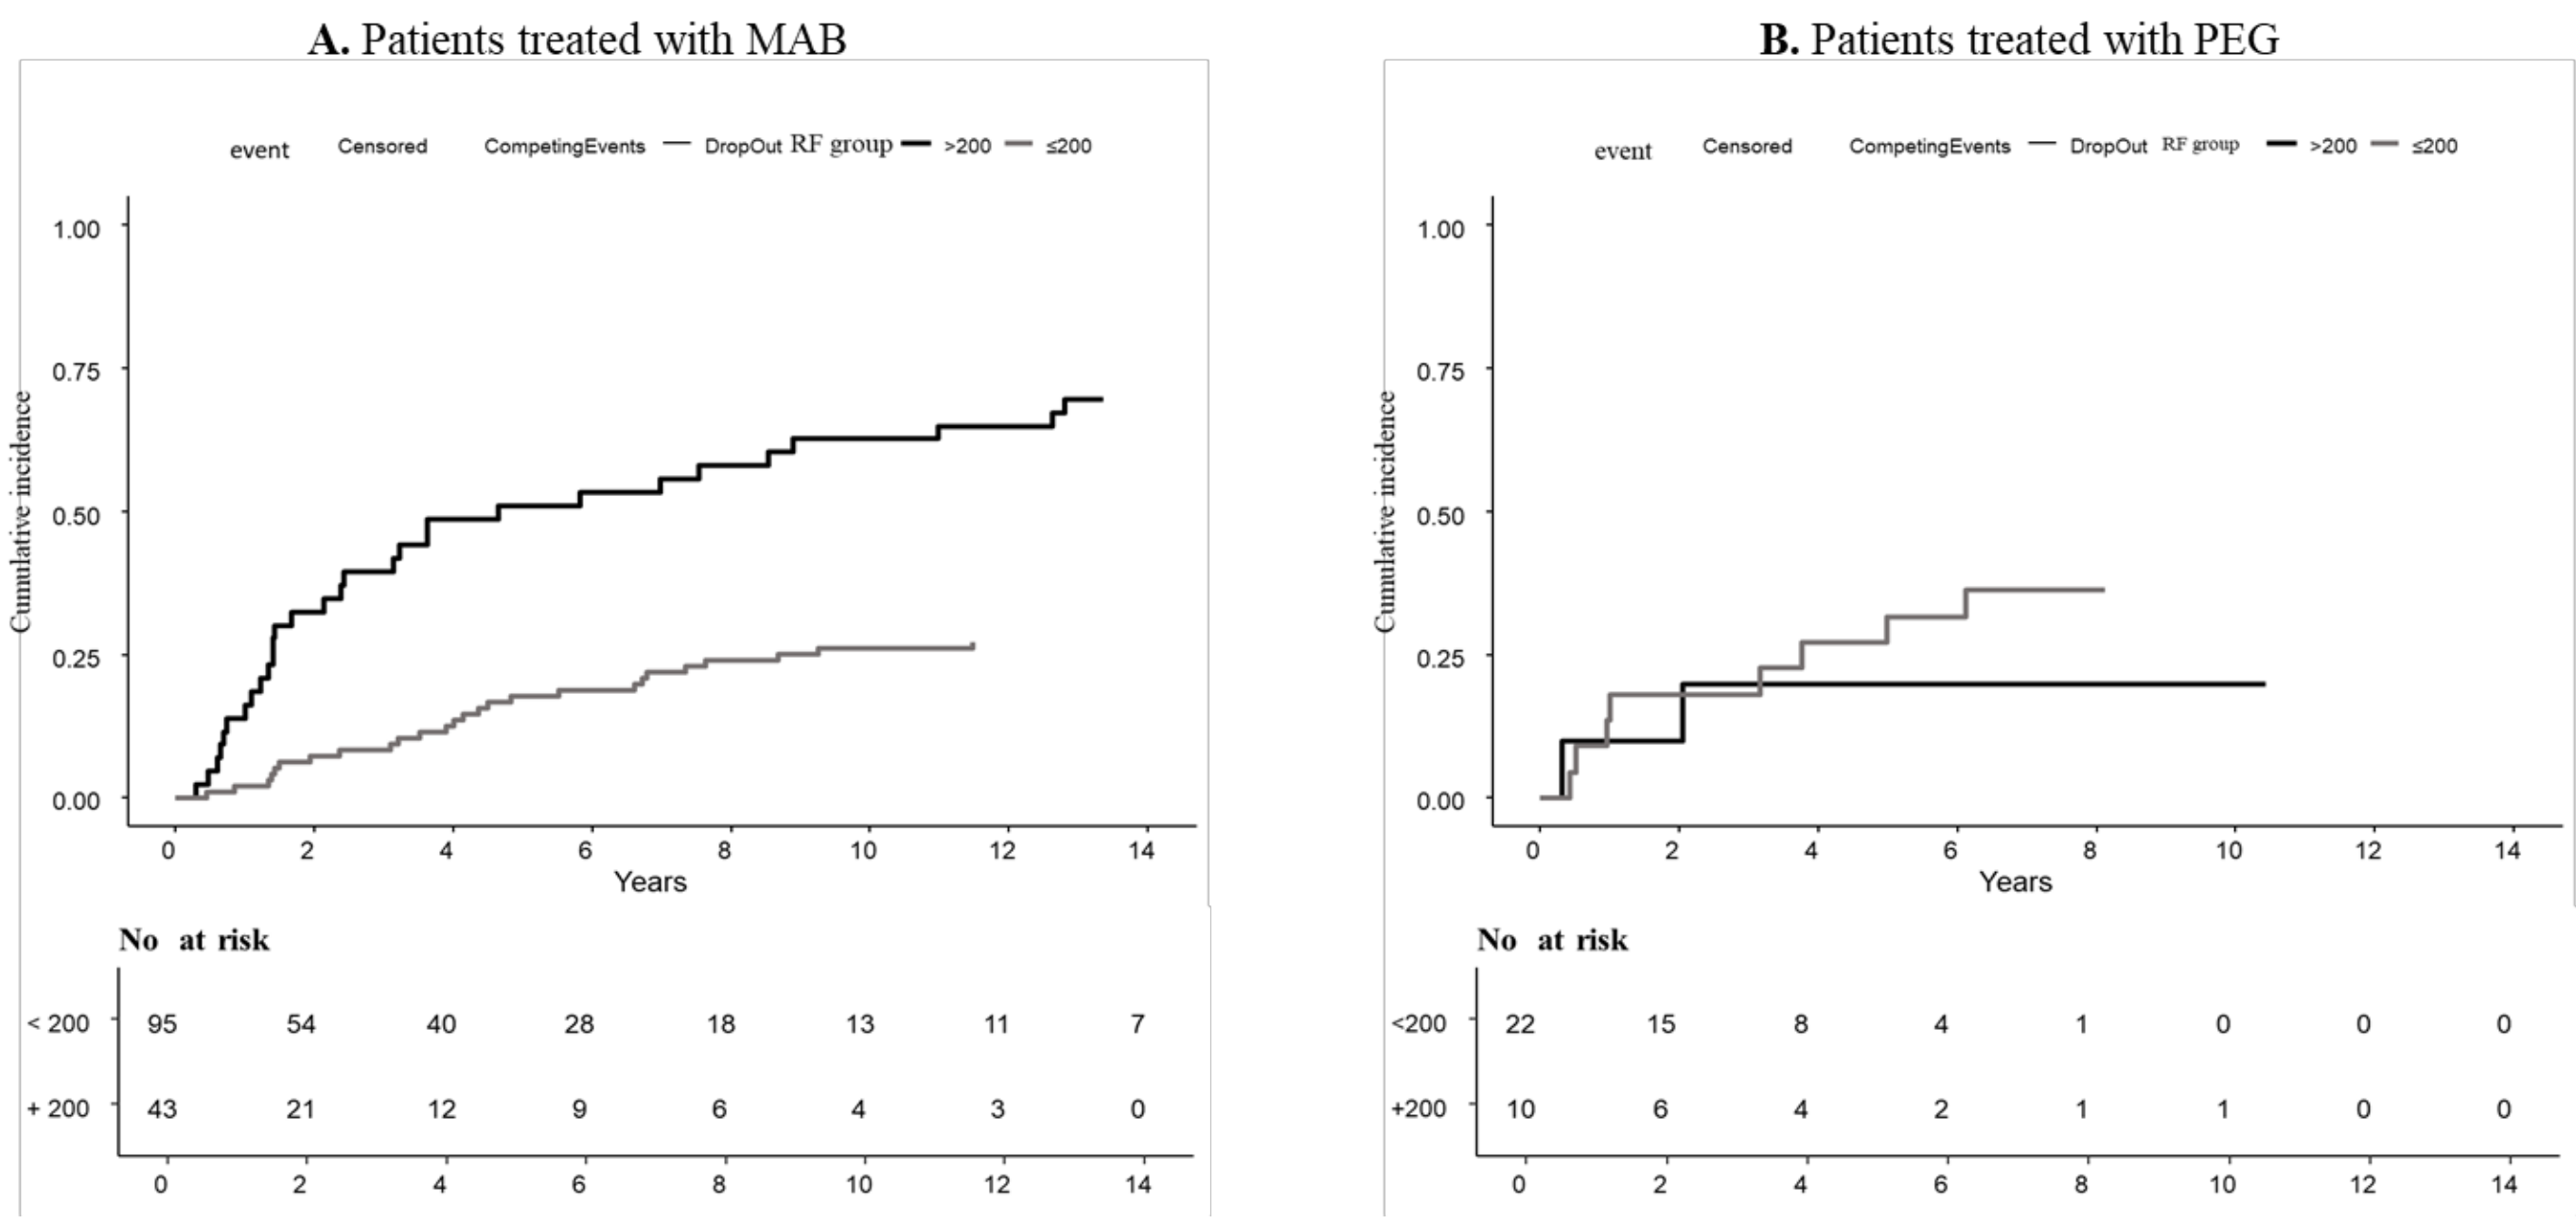 A. Patients treated with MAB
event Censored CompetingEvents DropOut RF group >200 ≤200
1.00
0.75
0.50
0.25
0.00
Cumulative incidence
0 2 4 6 8 10 12 14
Years
No at risk
< 200 95 54 40 28 18 13 11 7
+ 200 43 21 12 9 6 4 3 0
0 2 4 6 8 10 12 14
B. Patients treated with PEG
event Censored CompetingEvents DropOut RF group >200 ≤200
1.00
0.75
0.50
0.25
0.00
Cumulative incidence
0 2 4 6 8 10 12 14
Years
No at risk
<200 22 15 8 4 1 0 0 0
+200 10 6 4 2 1 1 0 0
0 2 4 6 8 10 12 14